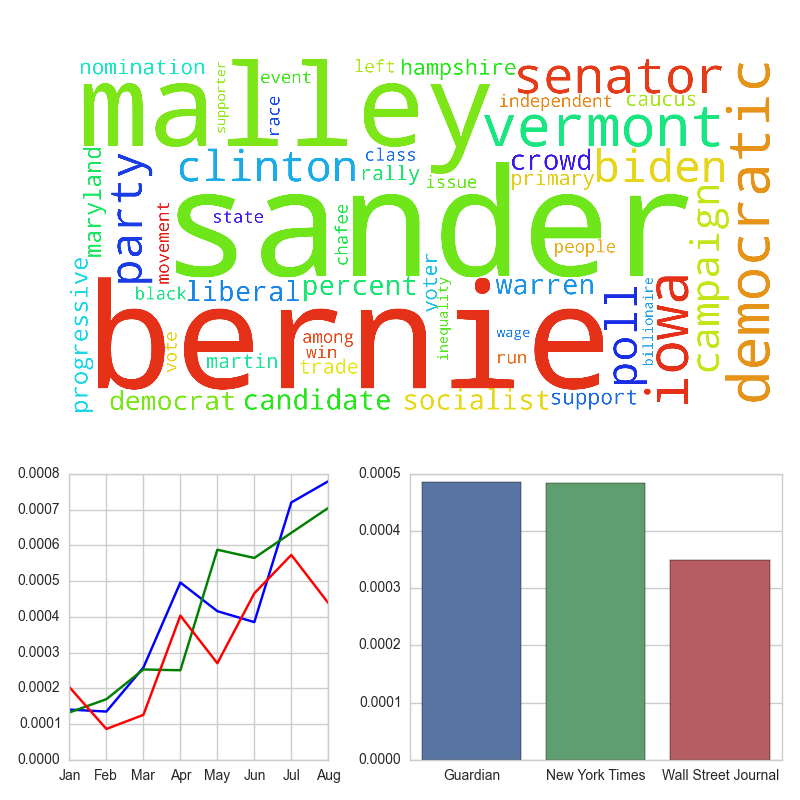 nomination
supporter
event
left
hampshire
senator
malley
race
independent
caucus
vermont
democratic
maryland
party
clinton
class
rally
issue
crowd
primary
biden
movement
state
sander
chafee
people
campaign
progressive
black
liberal
percent
voter
inequality
warren
poll
billionaire
iowa
bernie
vote
martin
among
win
trade
wage
run
democrat
candidate
socialist
support
0.0008
0.0007
0.0006
0.0005
0.0004
0.0003
0.0002
0.0001
0.0000
Jan Feb Mar Apr May Jun Jul Aug
0.0005
0.0004
0.0003
0.0002
0.0001
0.0000
Guardian New York Times Wall Street Journal